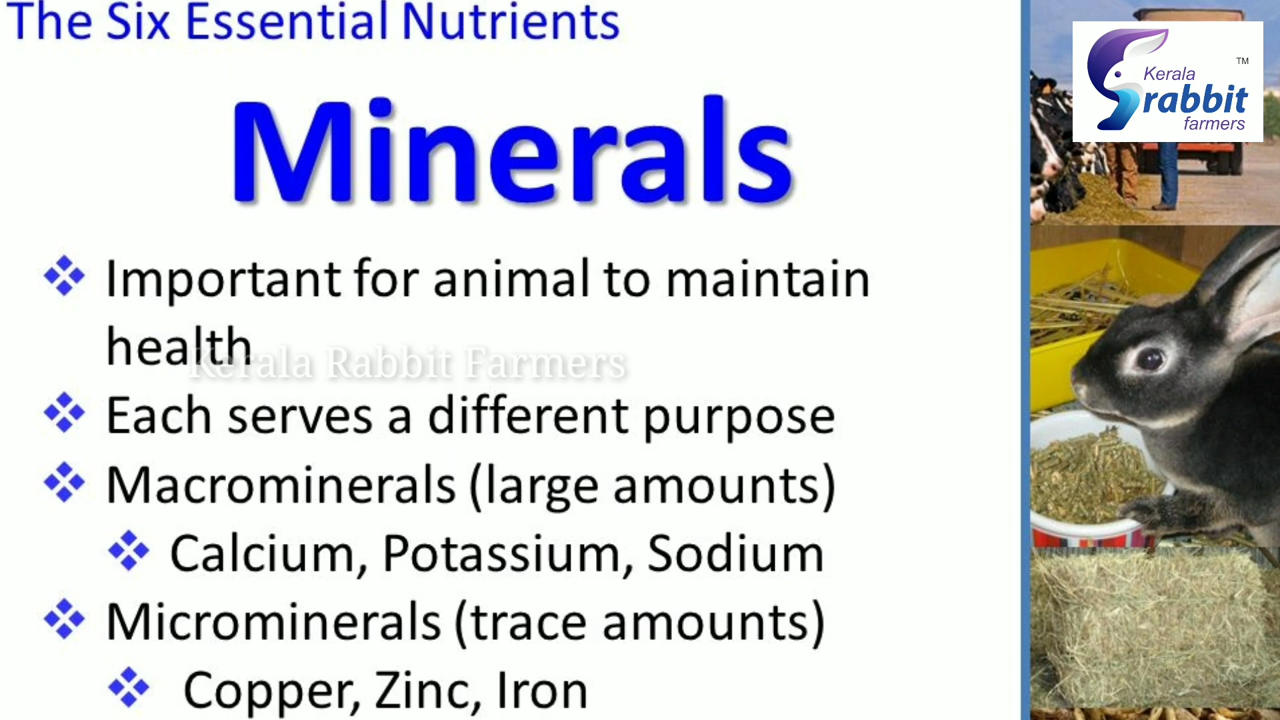 The Six Essential Nutrients
Minerals
❖ Important for animal to maintain
health
Kerala Rabbit Farmers
❖ Each serves a different purpose
❖ Macrominerals (large amounts)
❖ Calcium, Potassium, Sodium
❖ Microminerals (trace amounts)
❖ Copper, Zinc, Iron
Kerala
TM
rabbit
farmers